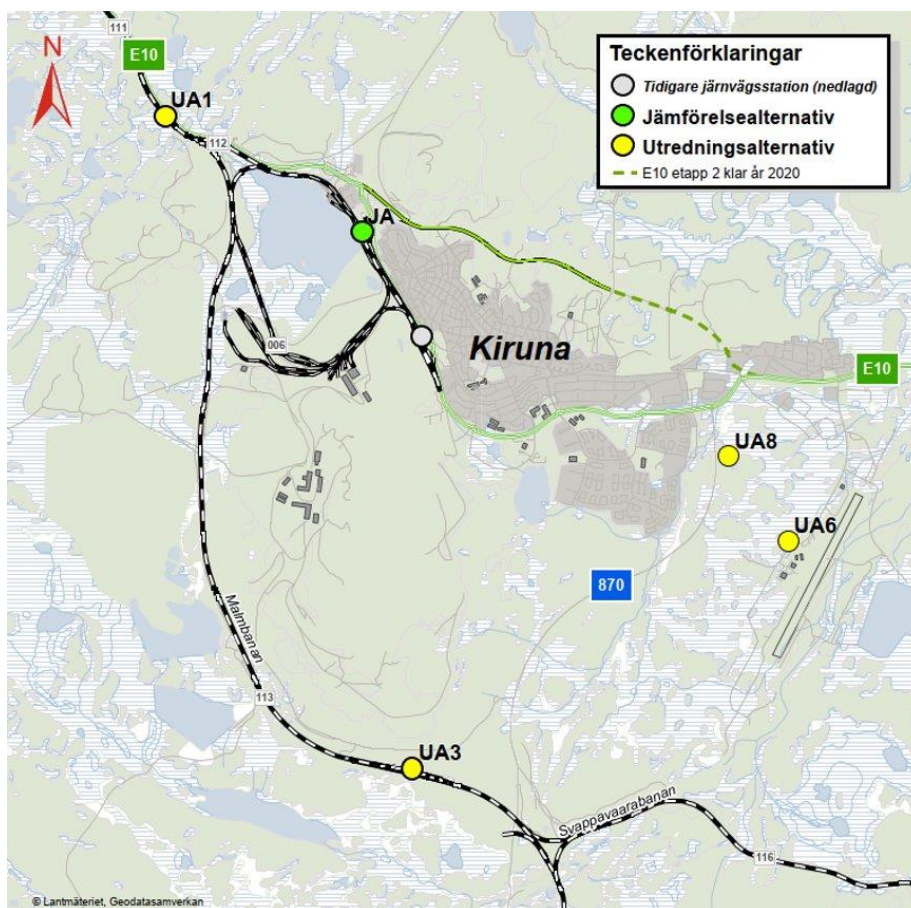 111
E10
N
UA1
112
Teckenförklaringar
Tidigare järnvägsstation (nedlagd)
Jämförelsealternativ
Utredningsalternativ
E10 etapp 2 klar år 2020
JA
006
Kiruna
E10
UA8
UA6
870
Malmbanan
113
UA3
Svappavaarabanan
116
© Lantmäteriet, Geodatasamverkan